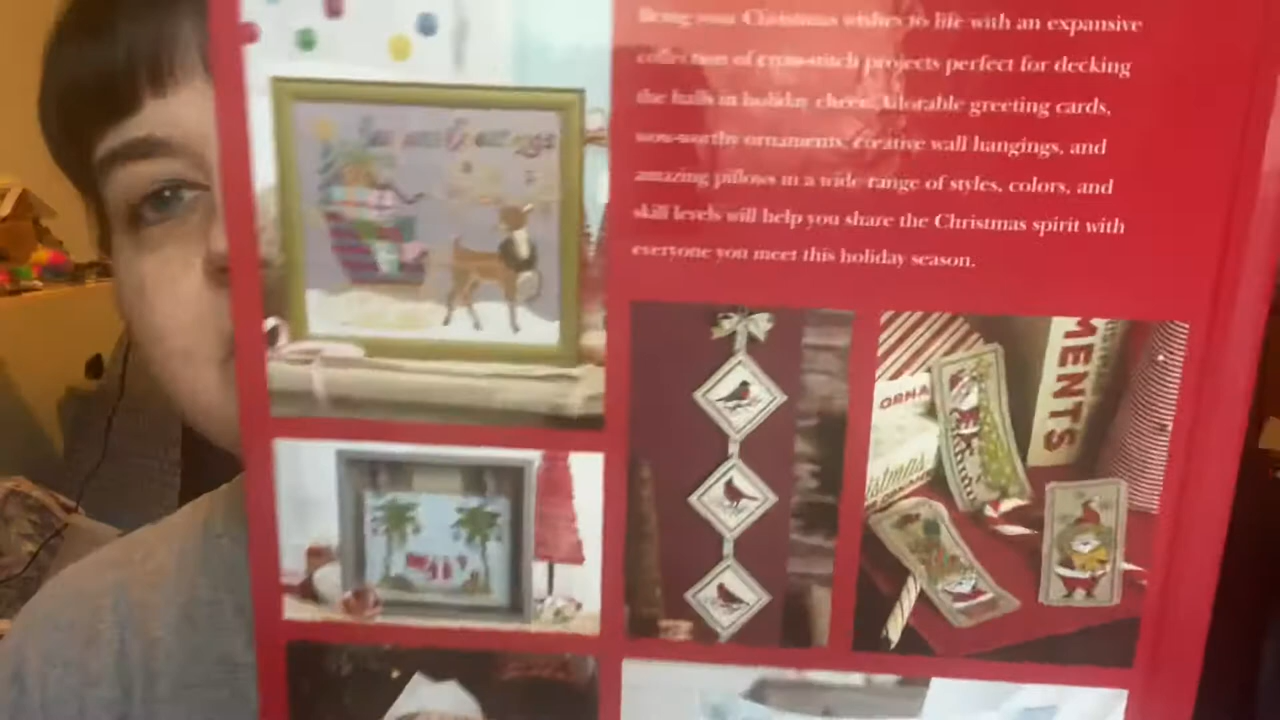 Bring your Christmas wishes to life with an expansive
collection of cross-stitch projects perfect for decking
the halls in holiday cheer. Adorable greeting cards,
wow-worthy ornaments, creative wall hangings, and
amazing pillows in a wide range of styles, colors, and
skill levels will help you share the Christmas spirit with
everyone you meet this holiday season.
ORNA
MENTS